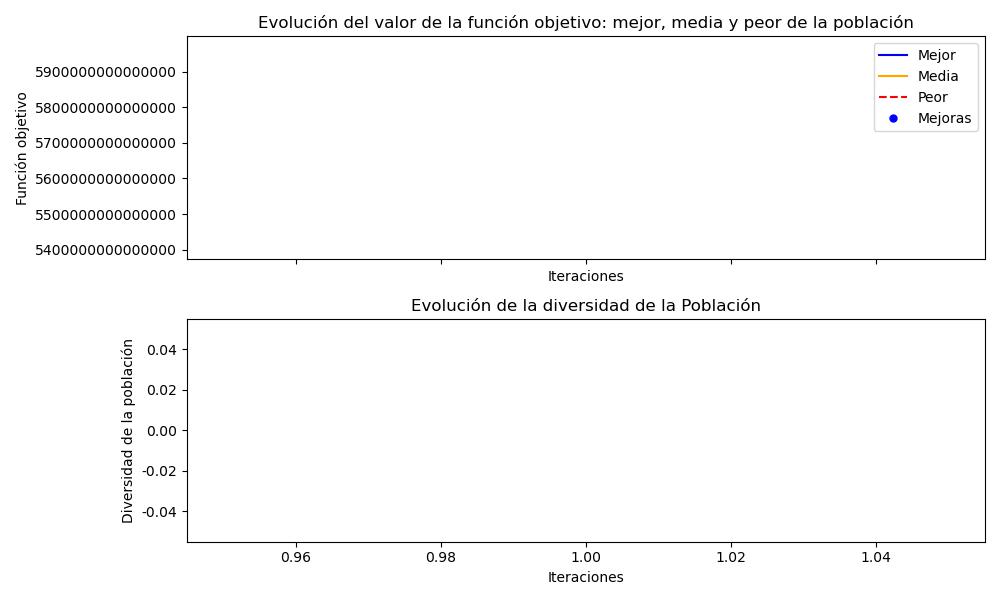 Evolución del valor de la función objetivo: mejor, media y peor de la población
Función objetivo
5900000000000000
5800000000000000
5700000000000000
5600000000000000
5500000000000000
5400000000000000
Mejor
Media
Peor
Mejoras
Iteraciones
Evolución de la diversidad de la Población
Diversidad de la población
0.04
0.02
0.00
-0.02
-0.04
0.96 0.98 1.00 1.02 1.04
Iteraciones